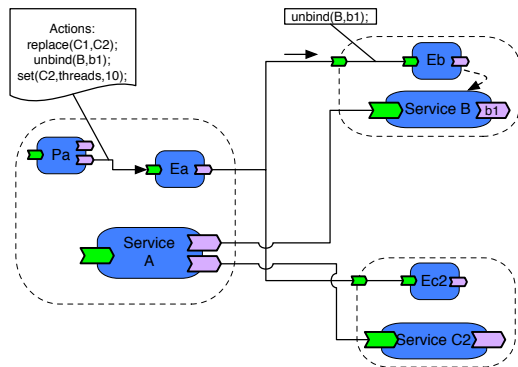 Actions:
replace(C1,C2);
unbind(B,b1);
set(C2,threads,10);
unbind(B,b1);
Eb
Service B
b1
Pa
Ea
Service
A
Ec2
Service C2